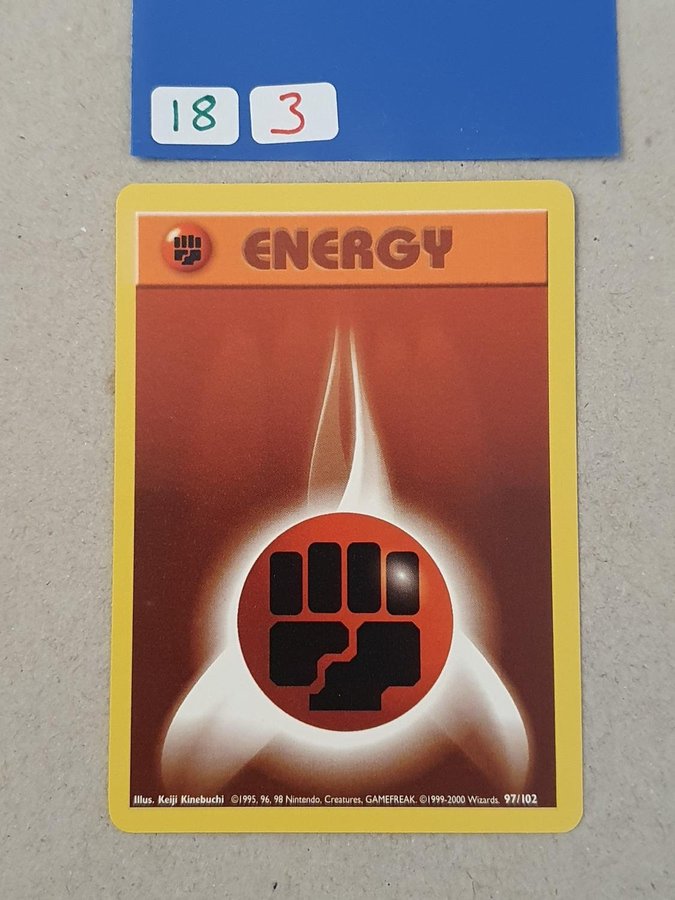 18 3
ENERGY
Illus. Keiji Kinebuchi ©1995, 96, 98 Nintendo, Creatures, GAMEFREAK. ©1999-2000 Wizards. 97/102